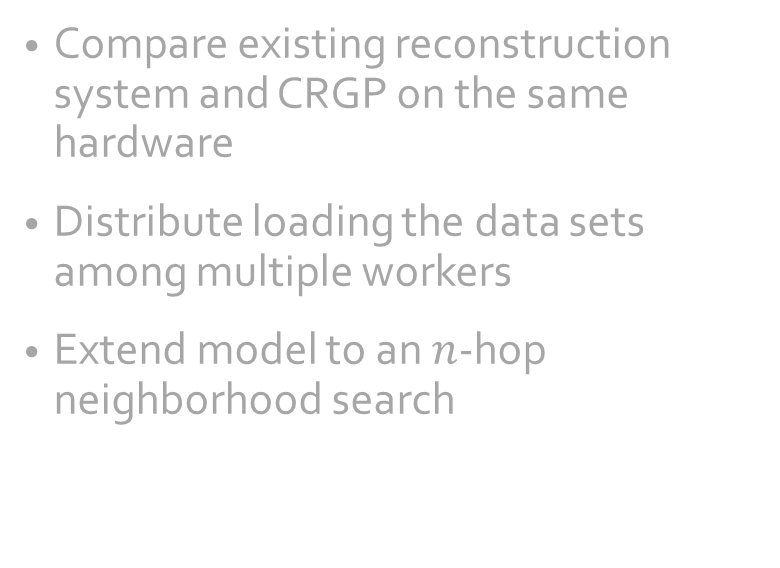 • Compare existing reconstruction
system and CRGP on the same
hardware
• Distribute loading the data sets
among multiple workers
• Extend model to an n-hop
neighborhood search